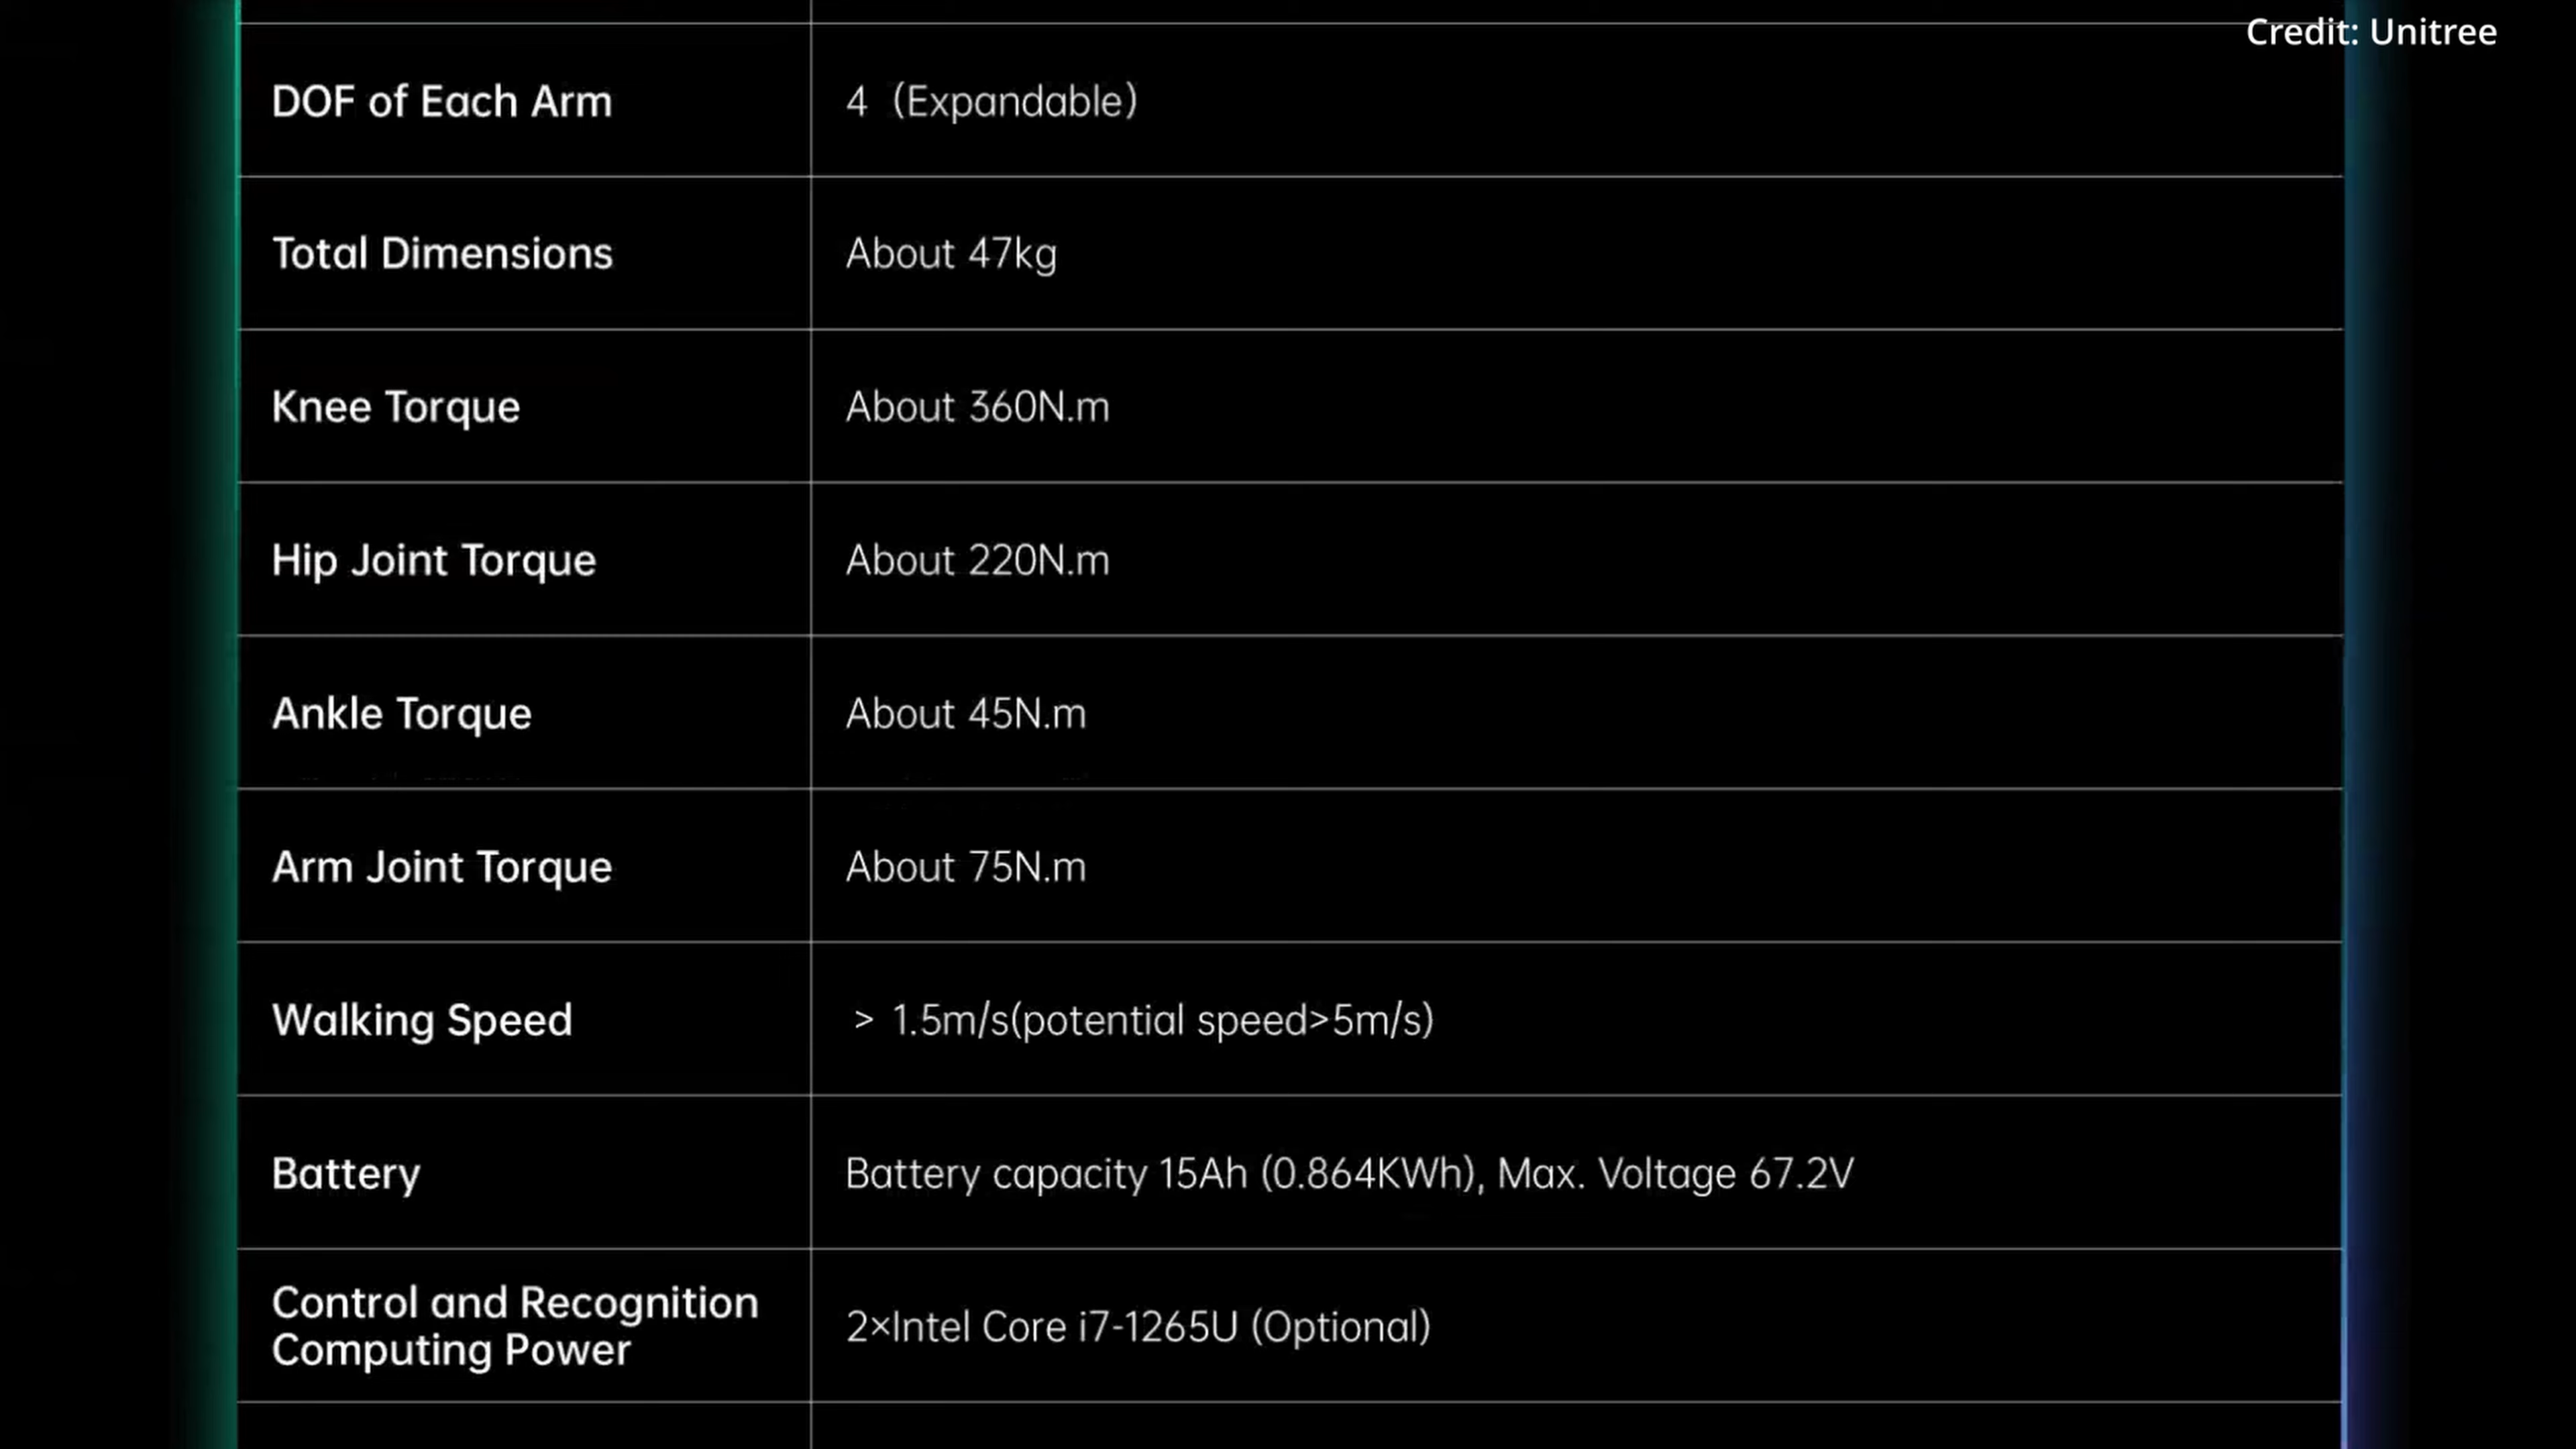 Credit: Unitree
DOF of Each Arm
4 (Expandable)
Total Dimensions
About 47kg
Knee Torque
About 360N.m
Hip Joint Torque
About 220N.m
Ankle Torque
About 45N.m
Arm Joint Torque
About 75N.m
Walking Speed
> 1.5m/s(potential speed>5m/s)
Battery
Battery capacity 15Ah (0.864KWh), Max. Voltage 67.2V
Control and Recognition
Computing Power
2×Intel Core i7-1265U (Optional)